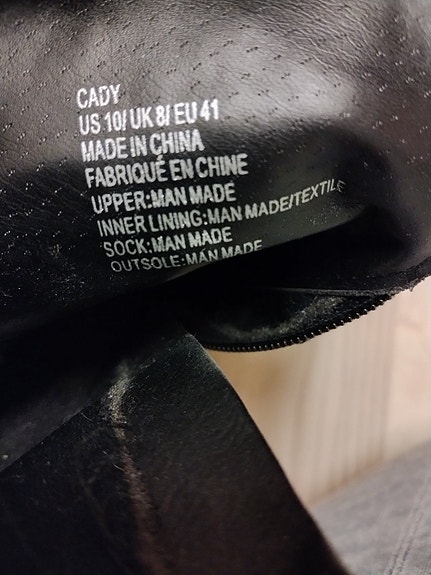 CADY
US 10/ UK 8/ EU 41
MADE IN CHINA
FABRIQUÉ EN CHINE
UPPER:MAN MADE
INNER LINING:MAN MADE/TEXTILE
SOCK:MAN MADE
OUTSOLE:MAN MADE